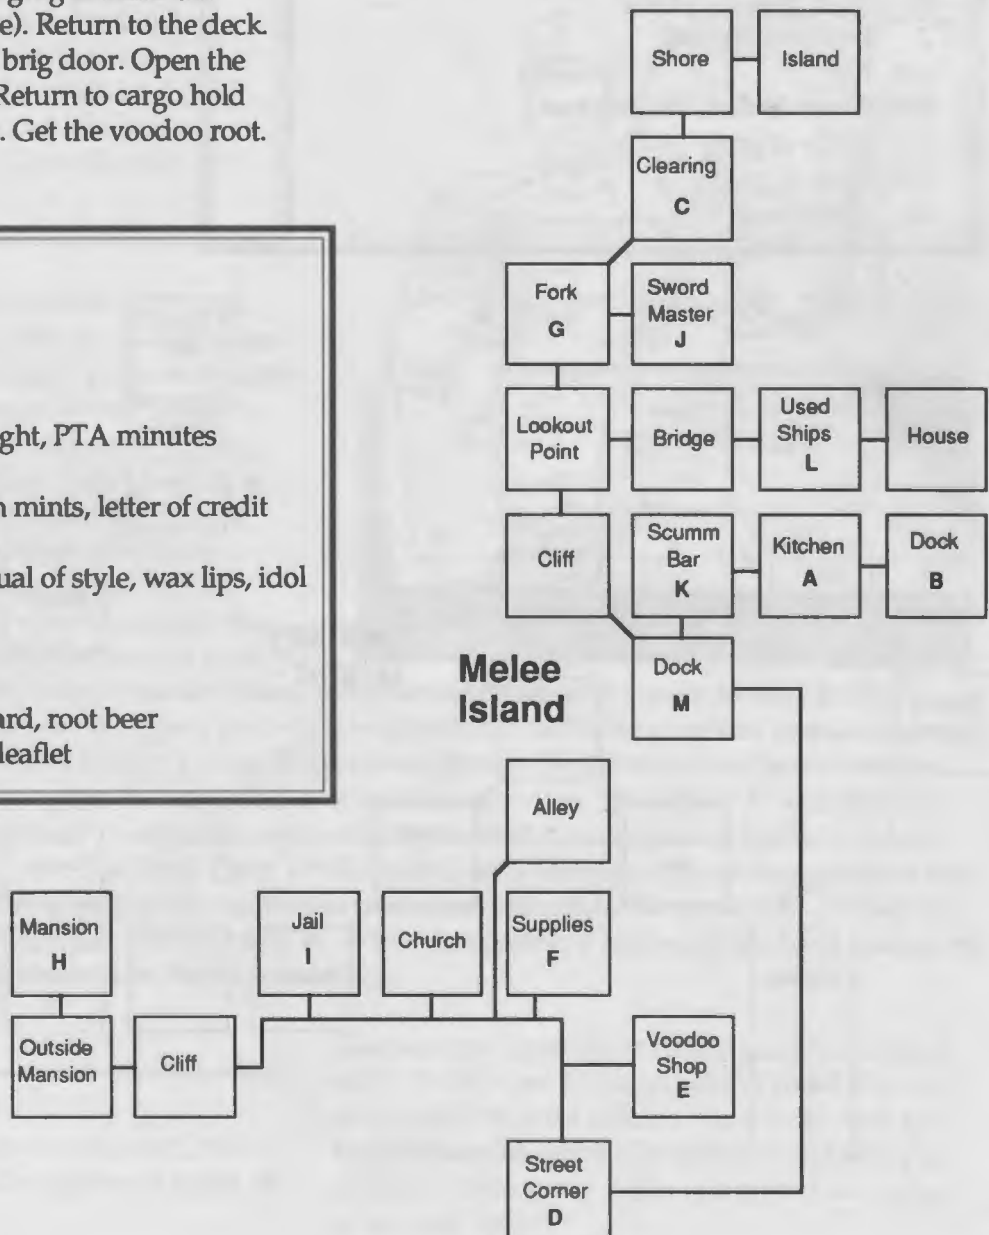 e). Return to the deck.
brig door. Open the
Return to cargo hold
. Get the voodoo root.
ght, PTA minutes
n mints, letter of credit
ual of style, wax lips, idol
ard, root beer
leaflet
Shore
Island
Clearing
C
Fork
G
Sword
Master
J
Lookout
Point
Bridge
Used
Ships
L
House
Cliff
Scumm
Bar
K
Kitchen
A
Dock
B
Melee
Island
Dock
M
Alley
Mansion
H
Jail
I
Church
Supplies
F
Outside
Mansion
Cliff
Voodoo
Shop
E
Street
Corner
D